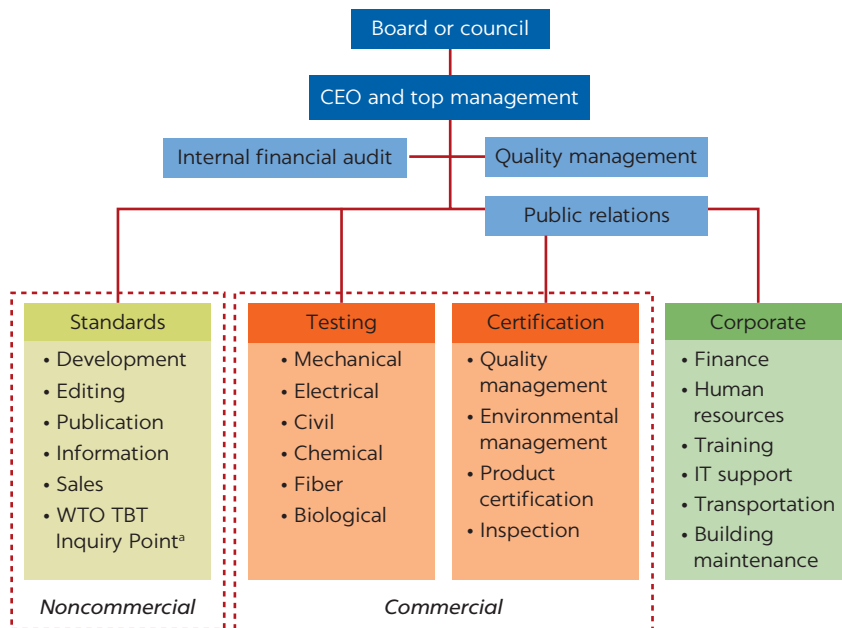 Board or council
CEO and top management
Internal financial audit
Quality management
Public relations
Standards
• Development
• Editing
• Publication
• Information
• Sales
• WTO TBT
Inquiry Pointᵃ
Noncommercial
Testing
• Mechanical
• Electrical
• Civil
• Chemical
• Fiber
• Biological
Certification
• Quality
management
• Environmental
management
• Product
certification
• Inspection
Commercial
Corporate
• Finance
• Human
resources
• Training
• IT support
• Transportation
• Building
maintenance